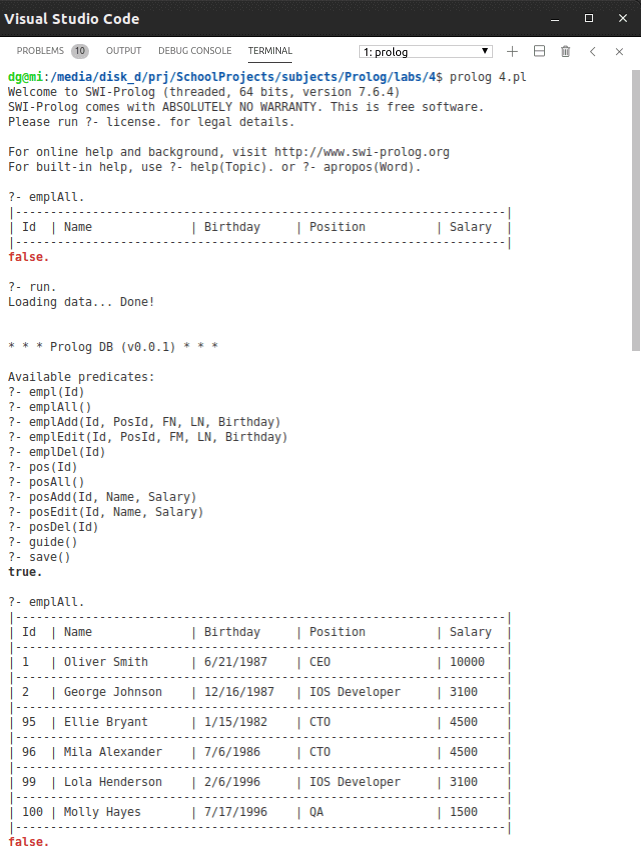 Visual Studio Code
PROBLEMS 10 OUTPUT DEBUG CONSOLE TERMINAL 1: prolog
dg@mi:/media/disk_d/prj/SchoolProjects/subjects/Prolog/labs/4$ prolog 4.pl
Welcome to SWI-Prolog (threaded, 64 bits, version 7.6.4)
SWI-Prolog comes with ABSOLUTELY NO WARRANTY. This is free software.
Please run ?- license. for legal details.
For online help and background, visit http://www.swi-prolog.org
For built-in help, use ?- help(Topic). or ?- apropos(Word).
?- emplAll.
|----------------------------------------------------------------------|
| Id  | Name              | Birthday     | Position          | Salary  |
|----------------------------------------------------------------------|
false.
?- run.
Loading data... Done!
* * * Prolog DB (v0.0.1) * * *
Available predicates:
?- empl(Id)
?- emplAll()
?- emplAdd(Id, PosId, FN, LN, Birthday)
?- emplEdit(Id, PosId, FM, LN, Birthday)
?- emplDel(Id)
?- pos(Id)
?- posAll()
?- posAdd(Id, Name, Salary)
?- posEdit(Id, Name, Salary)
?- posDel(Id)
?- guide()
?- save()
true.
?- emplAll.
|----------------------------------------------------------------------|
| Id  | Name              | Birthday     | Position          | Salary  |
|----------------------------------------------------------------------|
| 1   | Oliver Smith      | 6/21/1987    | CEO               | 10000   |
|----------------------------------------------------------------------|
| 2   | George Johnson    | 12/16/1987   | IOS Developer     | 3100    |
|----------------------------------------------------------------------|
| 95  | Ellie Bryant      | 1/15/1982    | CTO               | 4500    |
|----------------------------------------------------------------------|
| 96  | Mila Alexander    | 7/6/1986     | CTO               | 4500    |
|----------------------------------------------------------------------|
| 99  | Lola Henderson    | 2/6/1996     | IOS Developer     | 3100    |
|----------------------------------------------------------------------|
| 100 | Molly Hayes       | 7/17/1996    | QA                | 1500    |
|----------------------------------------------------------------------|
false.